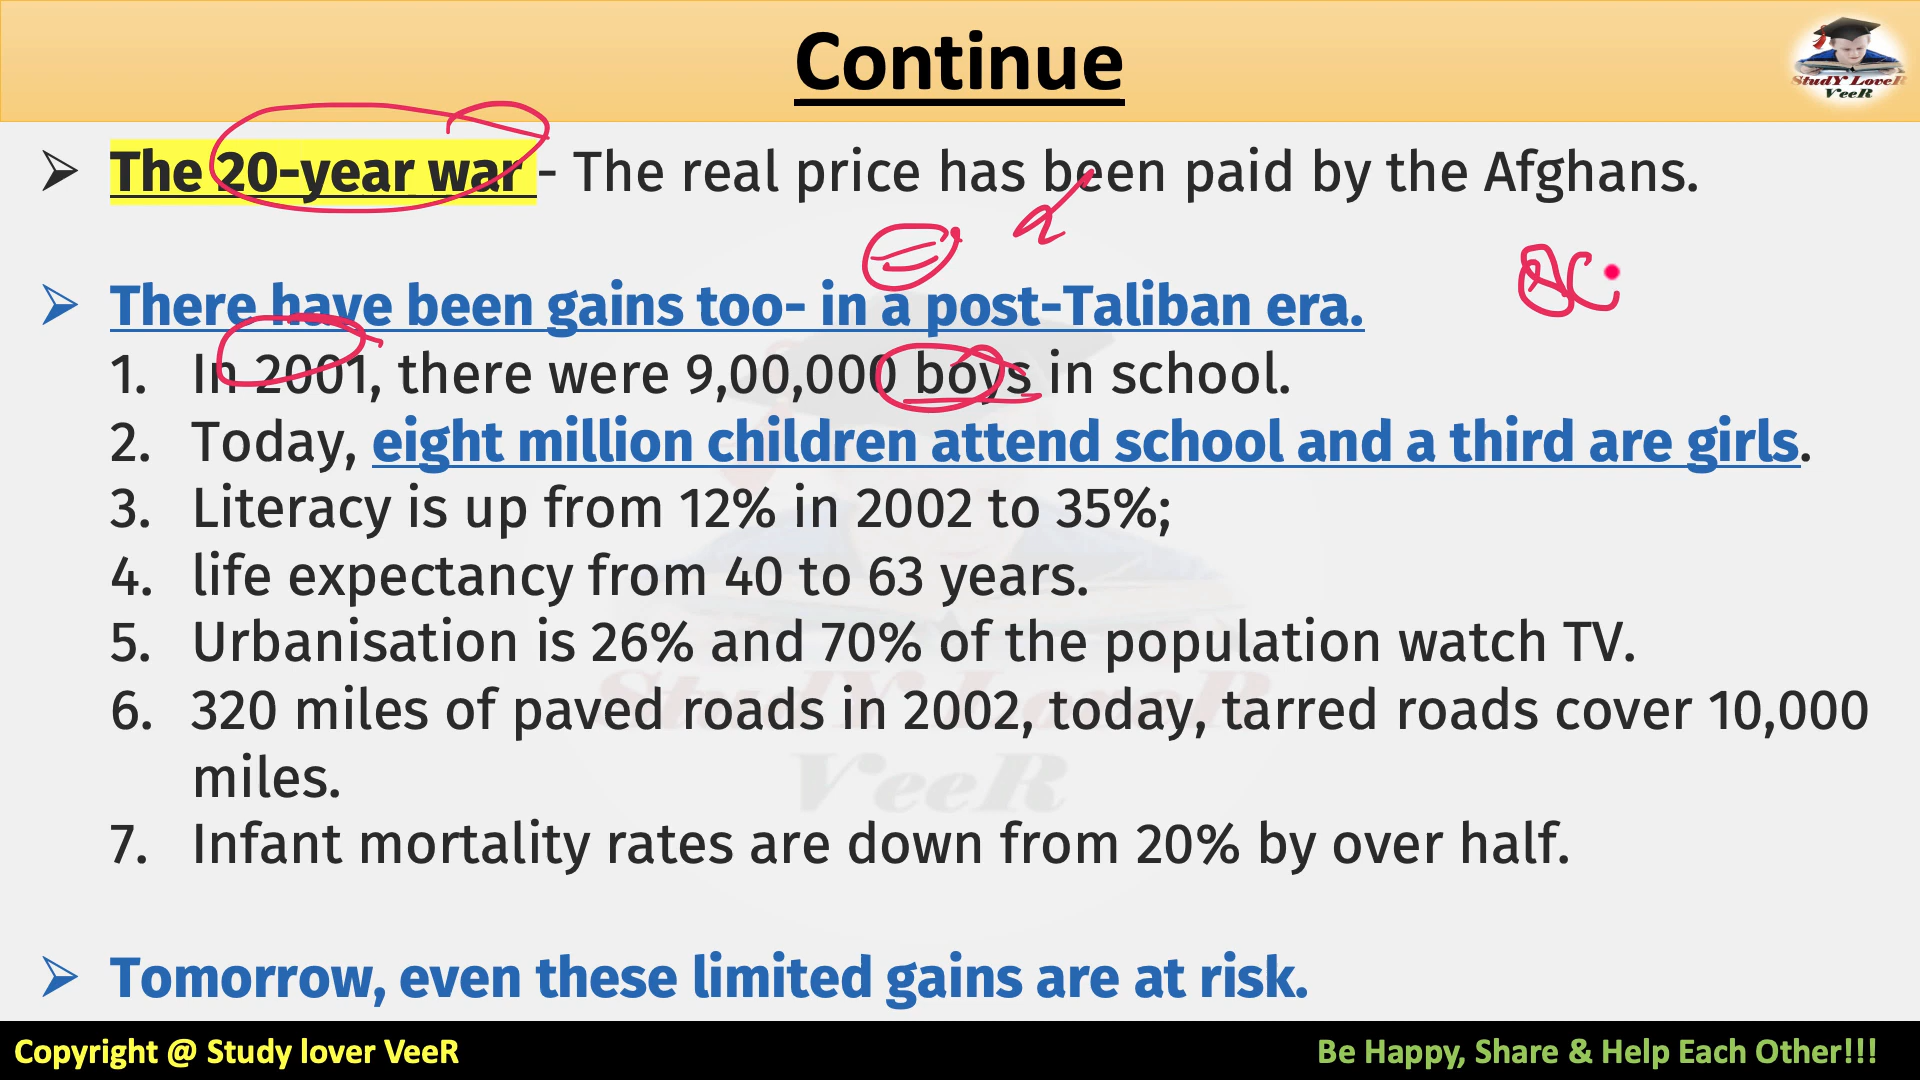 Continue
StudY LoveR
VeeR
➢ The 20-year war - The real price has been paid by the Afghans.
➢ There have been gains too- in a post-Taliban era.
1. In 2001, there were 9,00,000 boys in school.
2. Today, eight million children attend school and a third are girls.
3. Literacy is up from 12% in 2002 to 35%;
4. life expectancy from 40 to 63 years.
5. Urbanisation is 26% and 70% of the population watch TV.
6. 320 miles of paved roads in 2002, today, tarred roads cover 10,000
miles.
7. Infant mortality rates are down from 20% by over half.
StudY LoveR
VeeR
➢ Tomorrow, even these limited gains are at risk.
Copyright @ Study lover VeeR
Be Happy, Share & Help Each Other!!!